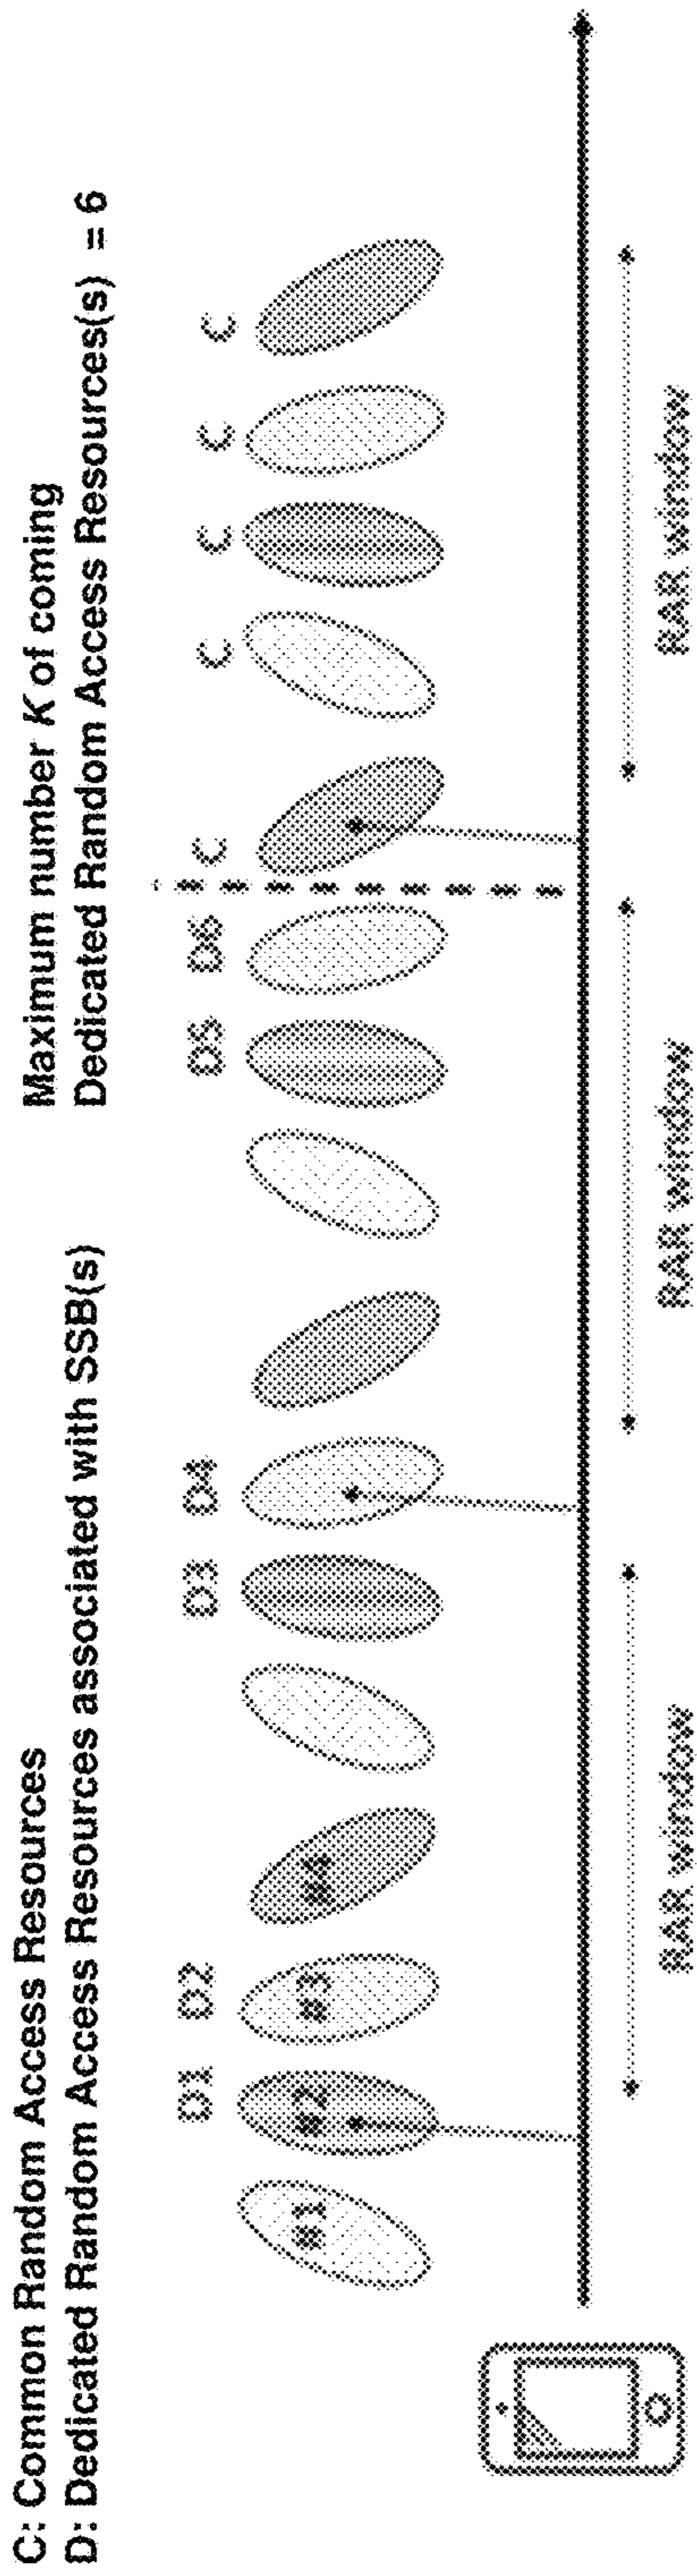 C: Common Random Access Resources
D: Dedicated Random Access Resources associated with SSB(s)
Maximum number K of coming
Dedicated Random Access Resources(s) = 6
D1 D2 D3 D4 D5 D6 C C C C C
#1 #2 #3 #4
RAR window RAR window RAR window